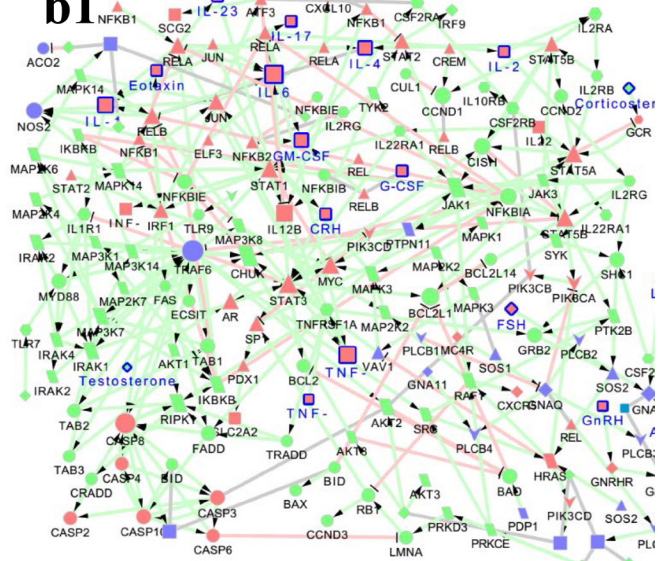 b1
IL-23
ATF3
CXCL10
NFKB1
SCG2
IL-17
NFKB1
CSF2RA
IRF9
IL2RA
ACO2
RELA
JUN
RELA
RELA
IL-4
STAT2
CREM
IL-2
STAT5B
MAPK14
Eotaxin
IL-6
IL2RB
Corticoster
NOS2
JUN
NFKBIE
TYK2
CUL1
CCND1
IL10RB
CCND2
GCR
RELB
IL2RG
CSF2RB
IKBKB
NFKB1
ELF3
NFKB2
GM-CSF
IL22RA1
RELB
IL22
MAP2K6
STAT2
MAPK14
NFKBIE
STAT1
NFKBIB
REL
G-CSF
CISH
STAT5A
RELB
JAK1
NFKBIA
JAK3
IL2RG
MAP2K4
IL1R1
INF-
IRF1
TLR9
IL12B
CRH
PIK3CD
PTPN11
MAPK1
STAT5B
IL22RA1
IRAK2
MAP3K1
MAP3K14
MAP3K8
TRAF6
CHUK
MYC
MAP2K2
BCL2L14
SYK
SHC1
MYD88
MAP2K7
FAS
ECSIT
AR
STAT3
MAPK3
BCL2L1
MAPK3
PIK3CB
PIK3CA
TLR7
MAP3K7
SP1
TNFRSF1A
MAP2K2
FSH
PTK2B
IRAK4
IRAK1
AKT1
TAB1
TNF-
VAV1
PLCB1
MC4R
SOS1
GRB2
PLCB2
Testosterone
PDX1
BCL2
GNA11
SOS2
CSF2
IRAK2
IKBKB
RAF1
GNAQ
GnRH
GNA
TAB2
RIPK
SLC2A2
TNF-
AKT2
SRC
CASP8
FADD
TRADD
AKT3
PLCB4
REL
PLCB
TAB3
CASP4
BID
BID
HRAS
GNRHR
CRADD
BAD
CASP3
BAX
RB1
AKT3
PIK3CD
SOS2
CASP2
CCND3
PRKD3
PDP1
CASP6
LMNA
PRKCE
PLC